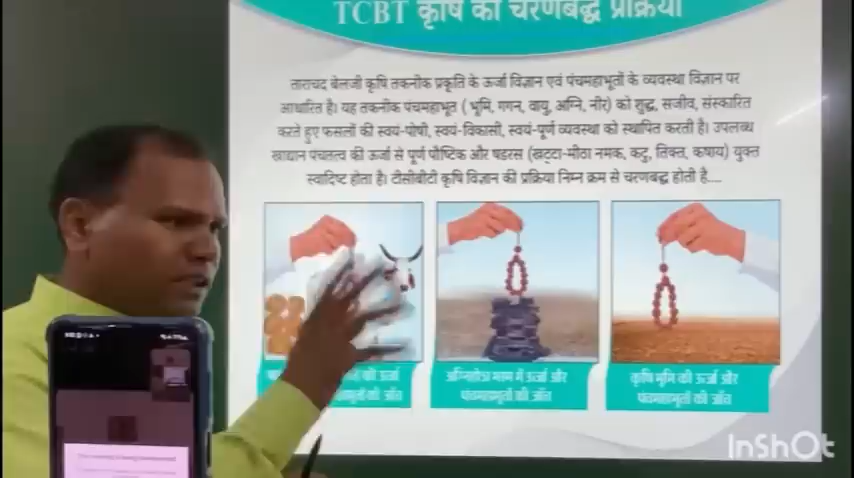 TCBT कृषि की चरणबद्ध प्रक्रिया
ताराचंद बेलजी कृषि तकनीक प्रकृति के ऊर्जा विज्ञान एवं पंचमहाभूतों के व्यवस्था विज्ञान पर
आधारित है। यह तकनीक पंचमहाभूत ( भूमि, गगन, वायु, अग्नि, नीर) को शुद्ध, सजीव, संस्कारित
करते हुए फसलों की स्वयं-पोषी, स्वयं-विकासी, स्वयं-पूर्ण व्यवस्था को स्थापित करती है। उपलब्ध
खाद्यान पंचतत्व की ऊर्जा से पूर्ण पौष्टिक और षडरस (खट्टा-मीठा नमक, कटु, तिक्त, कषाय) युक्त
स्वादिष्ट होता है। टीसीबीटी कृषि विज्ञान की प्रक्रिया निम्न क्रम से चरणबद्ध होती है....
की ऊर्जा
की जाँच
अग्निहोत्र भस्म में ऊर्जा और
पंचमहाभूतों की जाँच
कृषि भूमि की ऊर्जा और
पंचमहाभूतों की जाँच
InShOt